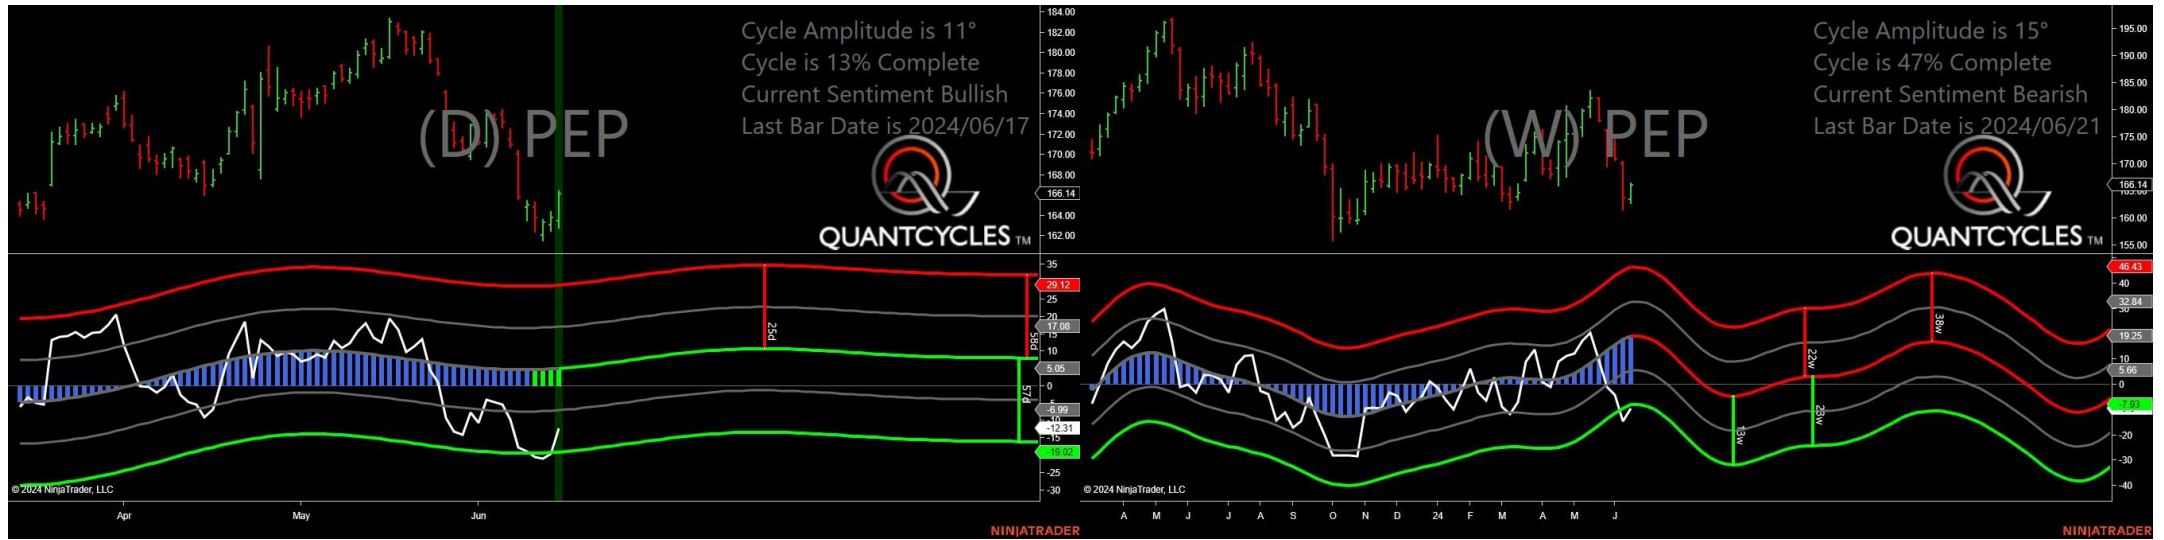 184.00
182.00
180.00
178.00
176.00
174.00
172.00
170.00
168.00
166.14
164.00
162.00
Cycle Amplitude is 11°
Cycle is 13% Complete
Current Sentiment Bullish
Last Bar Date is 2024/06/17
(D) PEP
QUANTCYCLES TM
35
29.12
25
20
17.08
10
5.05
0
-6.99
-12.31
-15
-19.02
-25
-30
25d
58d
57d
© 2024 NinjaTrader, LLC
Apr May Jun
NINJATRADER
195.00
190.00
185.00
180.00
175.00
170.00
166.14
160.00
155.00
Cycle Amplitude is 15°
Cycle is 47% Complete
Current Sentiment Bearish
Last Bar Date is 2024/06/21
(W) PEP
QUANTCYCLES TM
46.43
40
32.84
30
19.25
10
5.66
0
-7.93
-20
-30
-40
22w
38w
13w
23w
© 2024 NinjaTrader, LLC
A M J J A S O N D 24 F M A M J
NINJATRADER